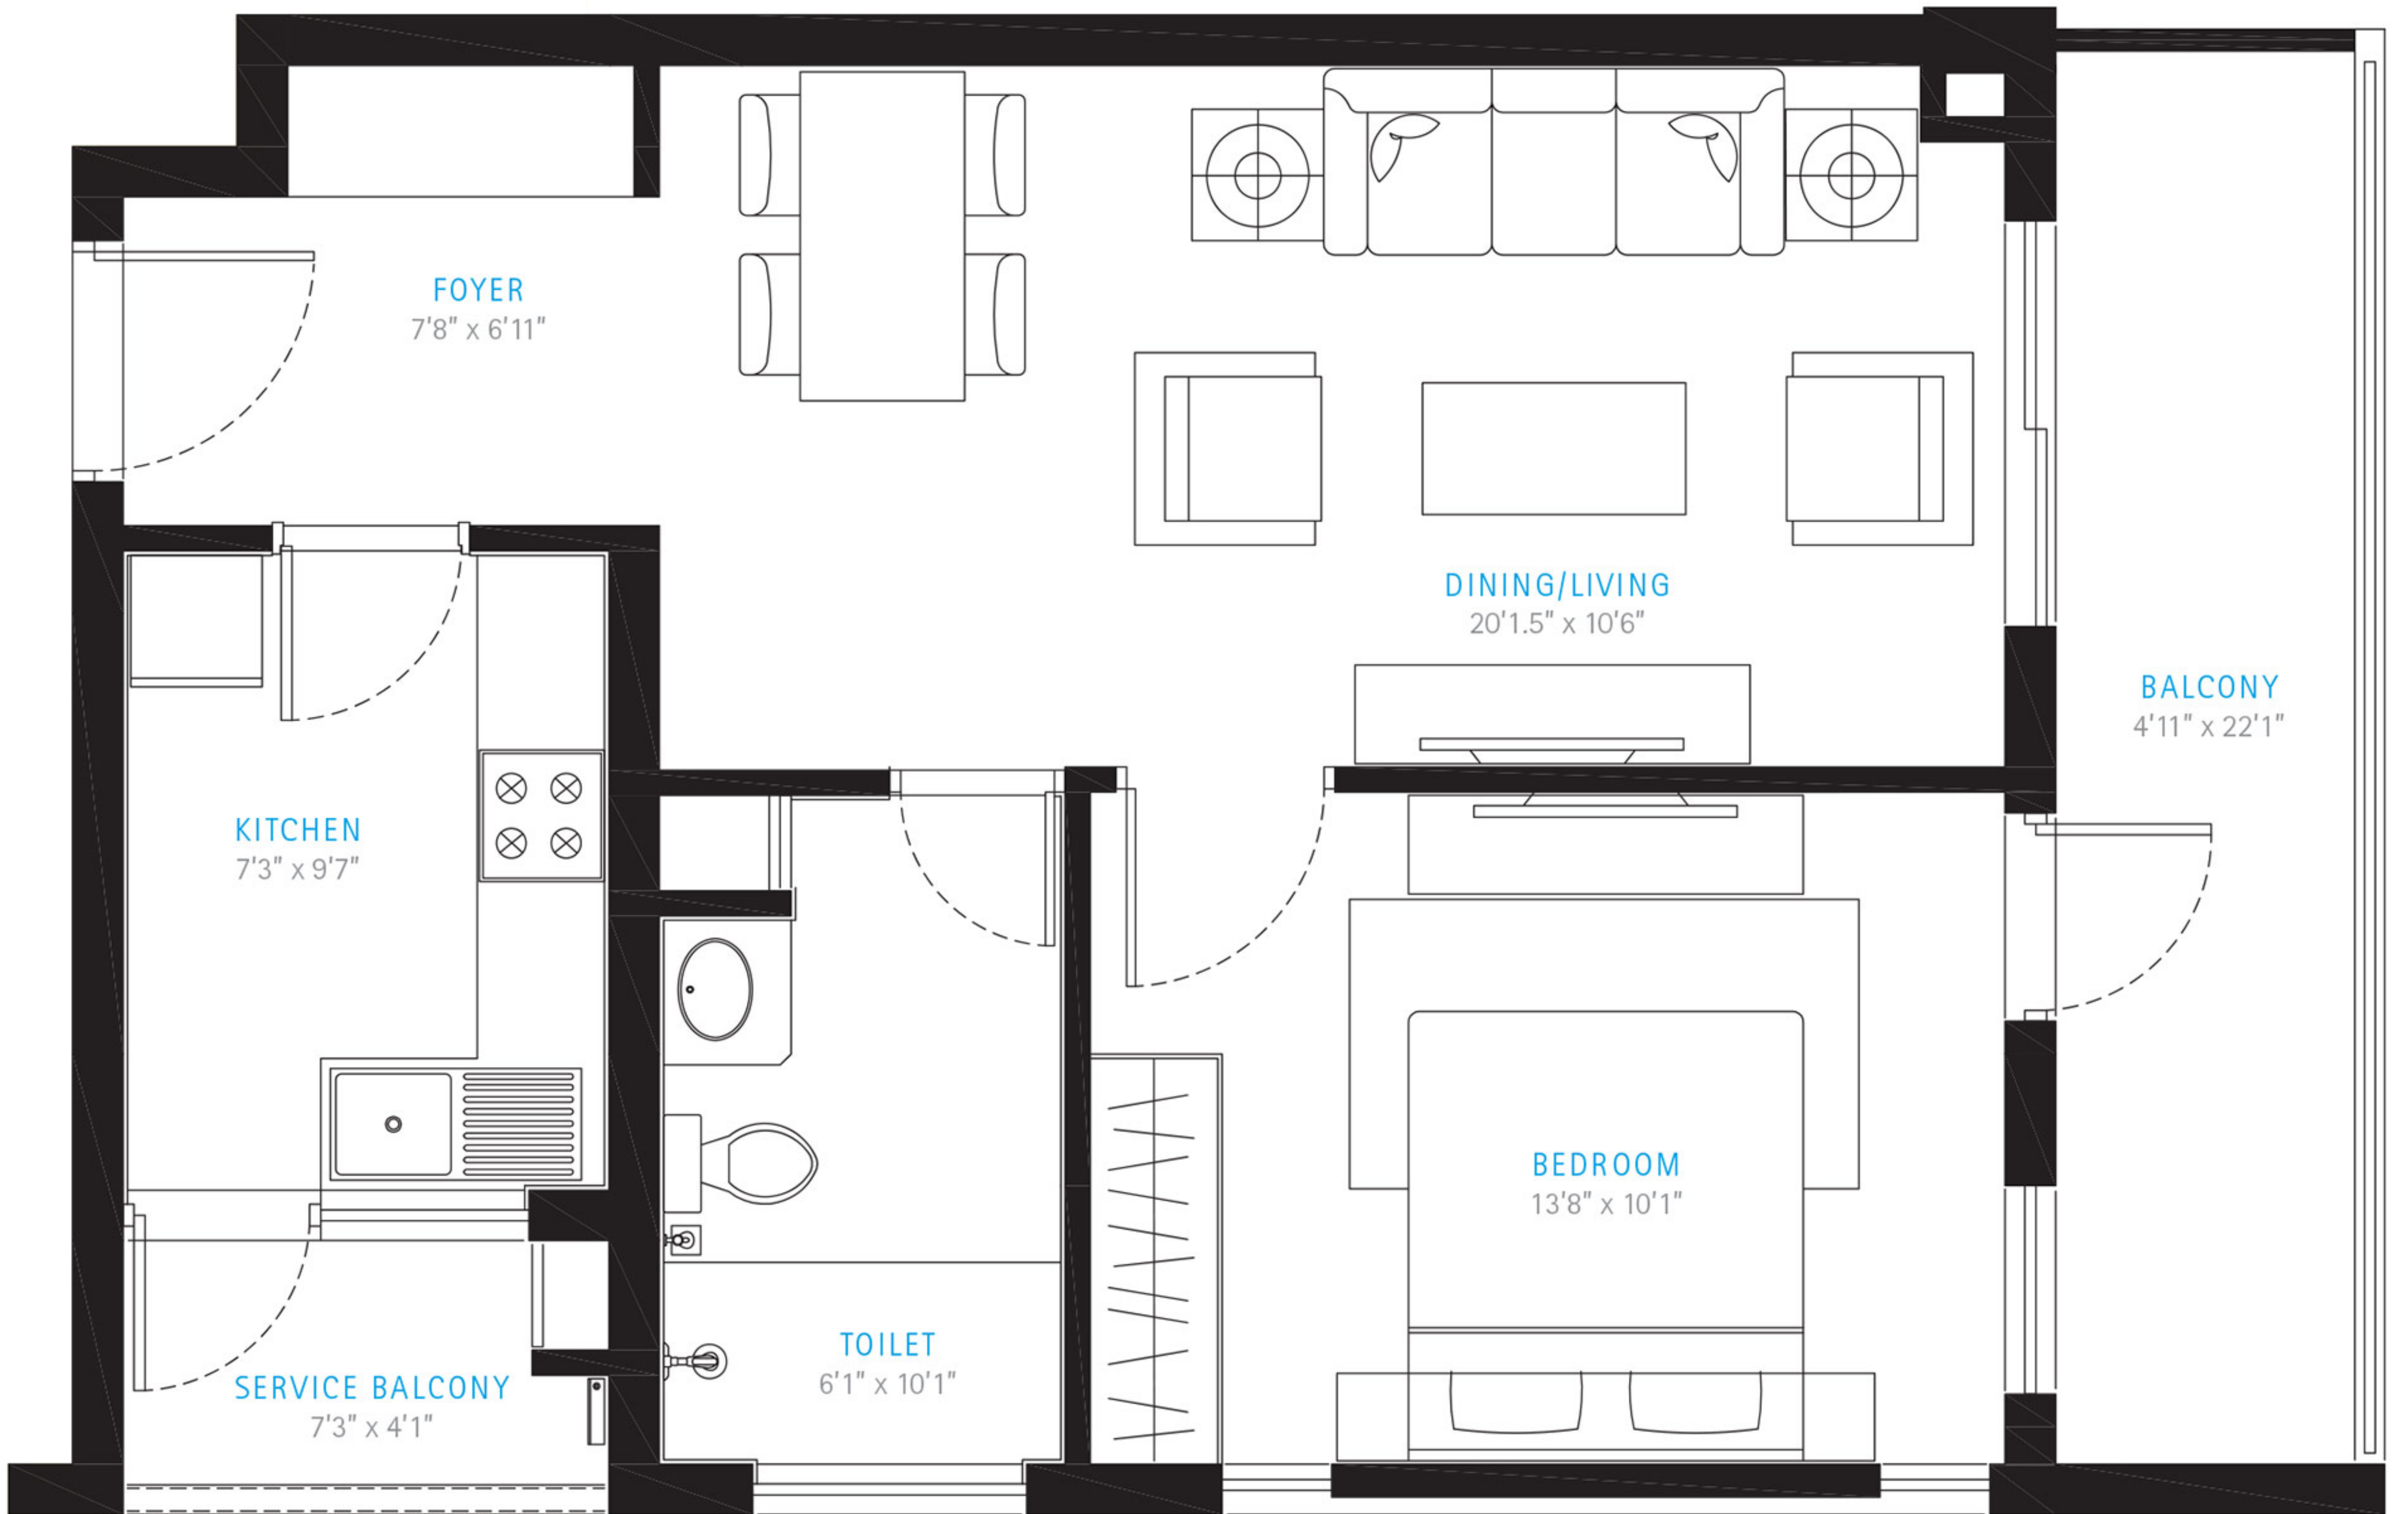 FOYER
7'8" x 6'11"
DINING/LIVING
20'1.5" x 10'6"
BALCONY
4'11" x 22'1"
KITCHEN
7'3" x 9'7"
BEDROOM
13'8" x 10'1"
TOILET
6'1" x 10'1"
SERVICE BALCONY
7'3" x 4'1"